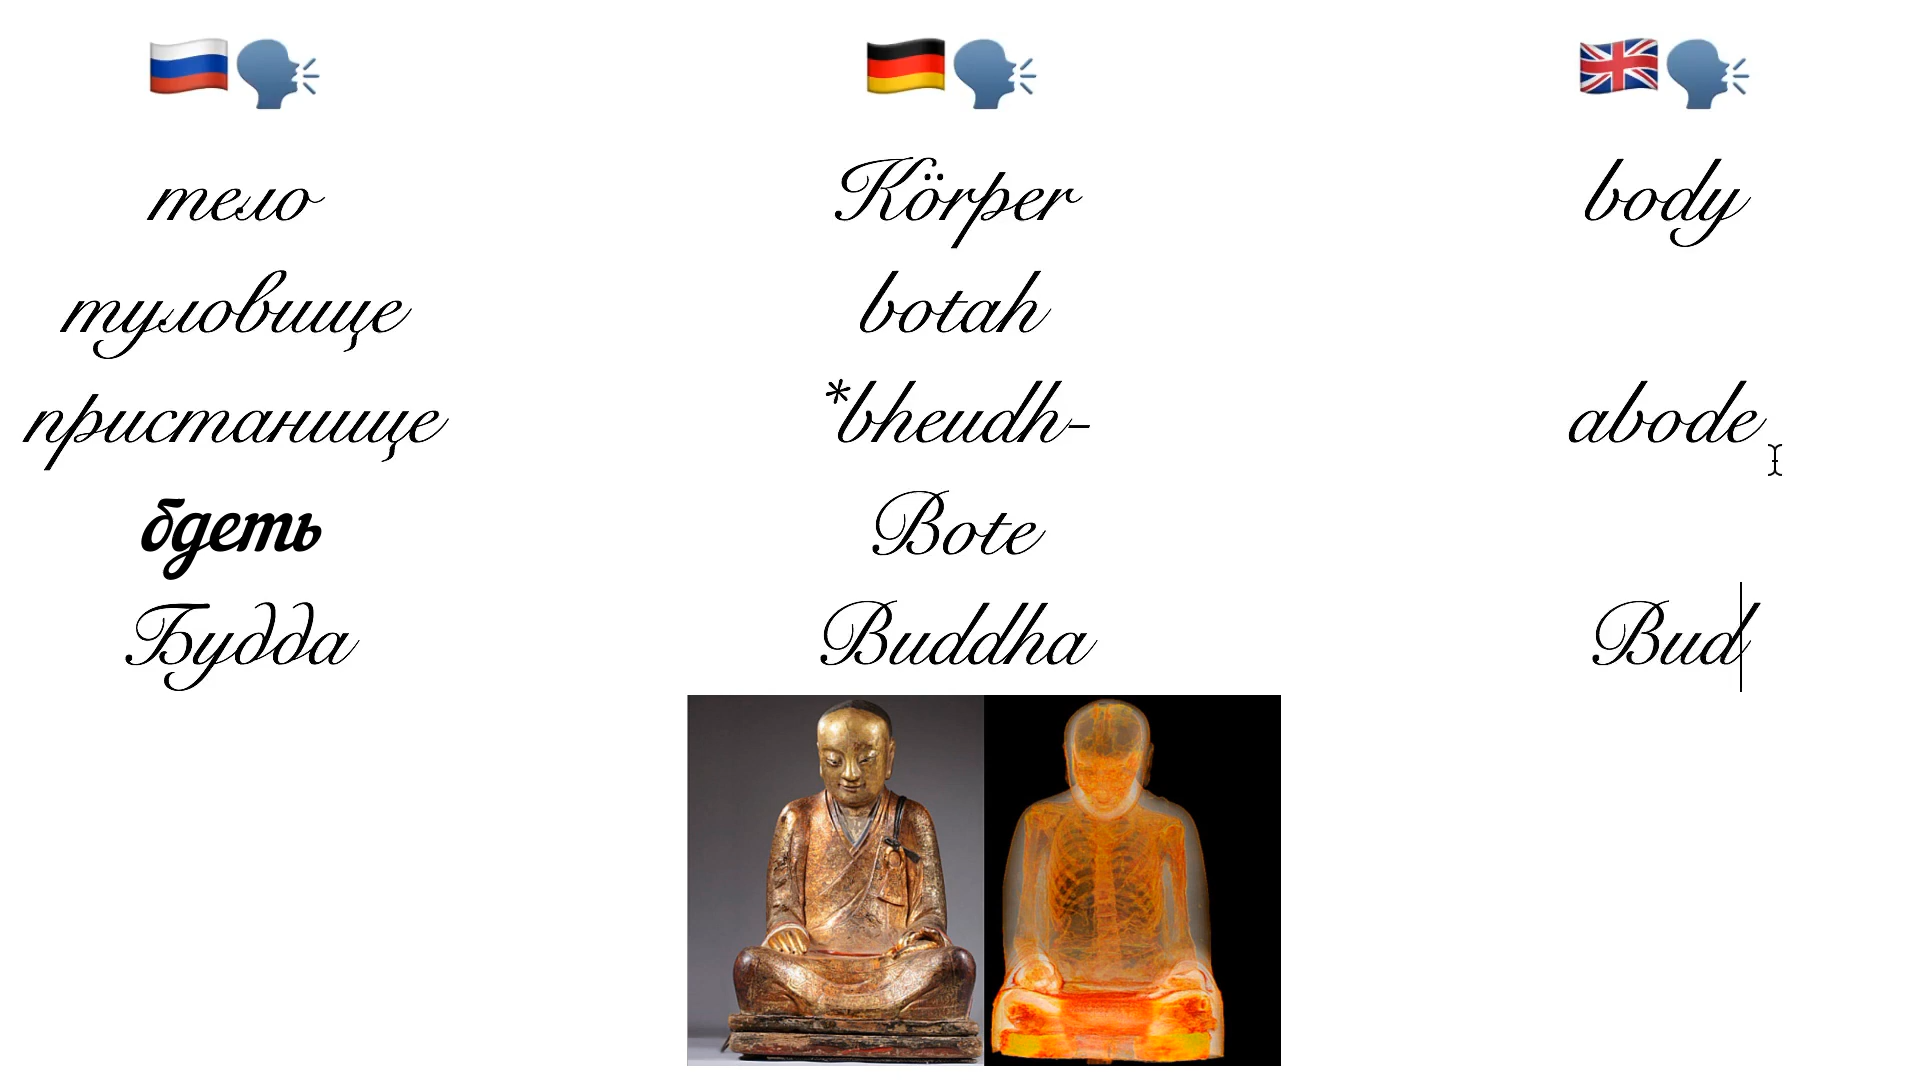 тело Körper body
туловище botah
пристанище *bheudh- abode
бдеть Bote
Будда Buddha Bud